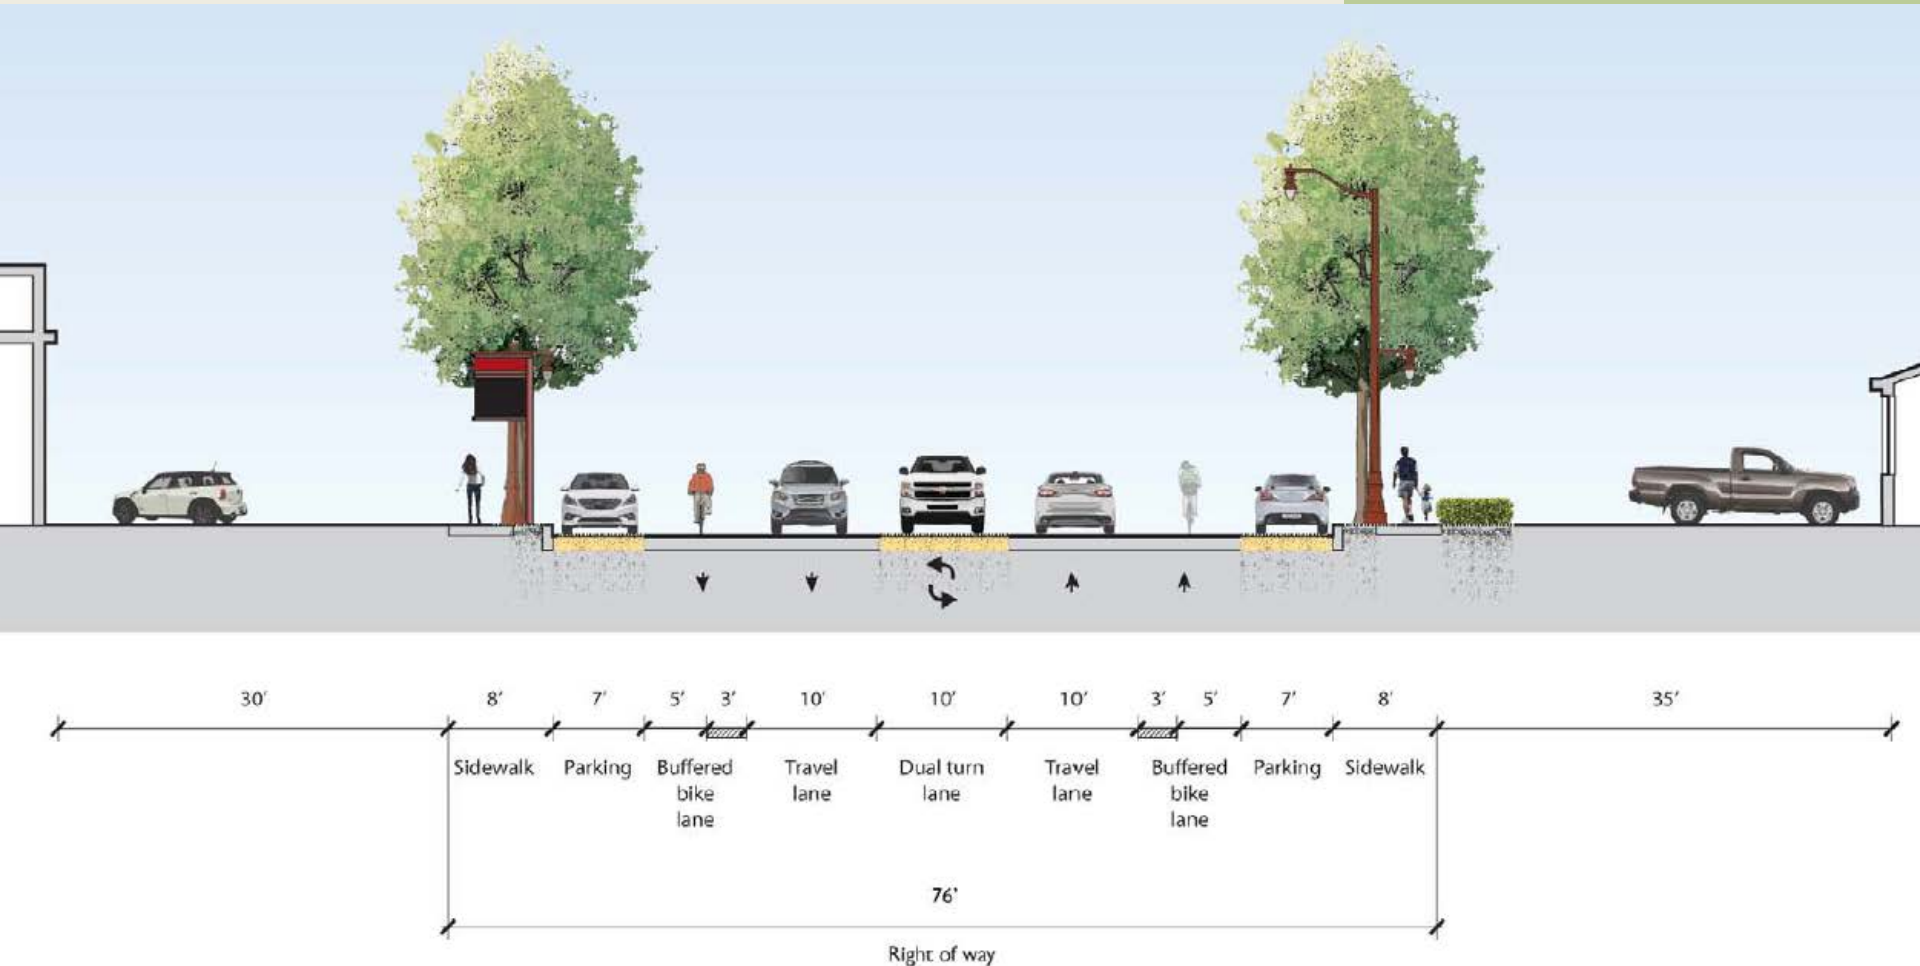 30' 8' 7' 5' 3' 10' 10' 10' 3' 5' 7' 8' 35'
Sidewalk Parking Buffered Travel Dual turn Travel Buffered Parking Sidewalk
bike lane lane lane bike
lane lane
76'
Right of way